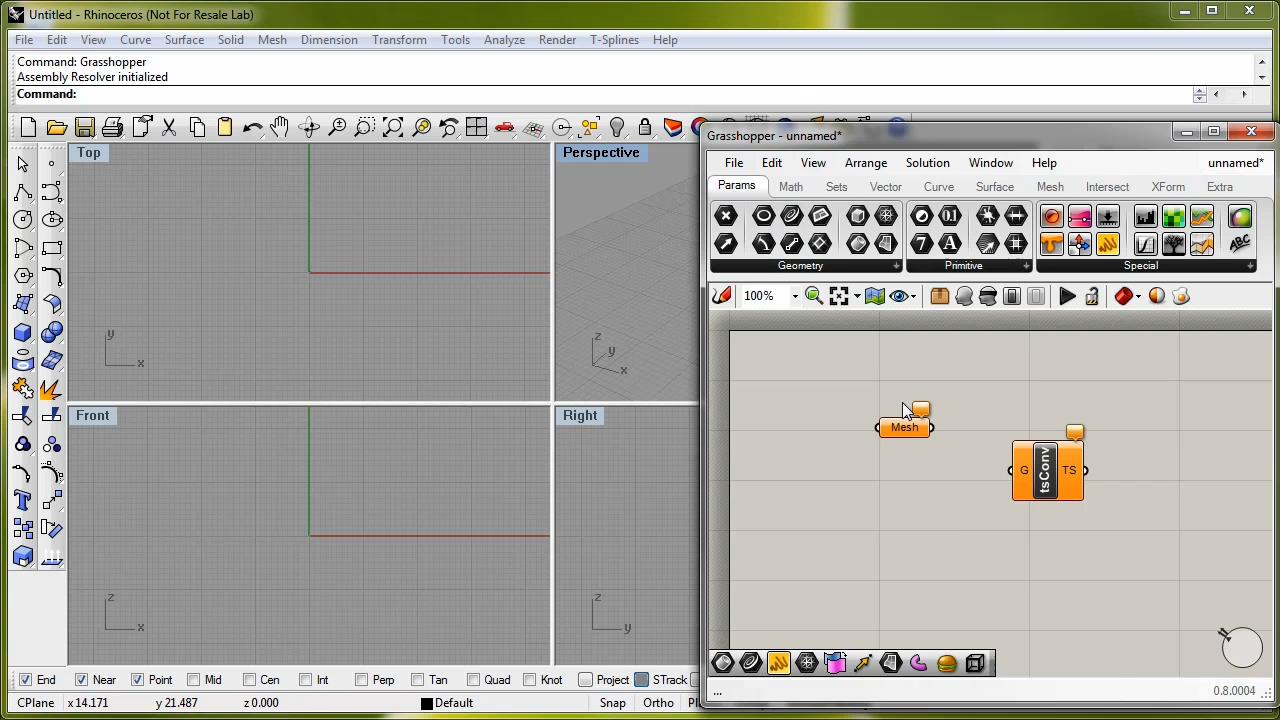 Untitled - Rhinoceros (Not For Resale Lab)
File Edit View Curve Surface Solid Mesh Dimension Transform Tools Analyze Render T-Splines Help
Command: Grasshopper
Assembly Resolver initialized
Command:
Top
Perspective
Front
Right
y
x
z
y
x
z
x
z
y
Grasshopper - unnamed*
File Edit View Arrange Solution Window Help unnamed*
Params Math Sets Vector Curve Surface Mesh Intersect XForm Extra
0.1
7 A
ABC
Geometry Primitive Special
100%
Mesh
G tsConv TS
...
0.8.0004
End Near Point Mid Cen Int Perp Tan Quad Knot Project STrack
CPlane x 14.171 y 21.487 z 0.000 Default Snap Ortho